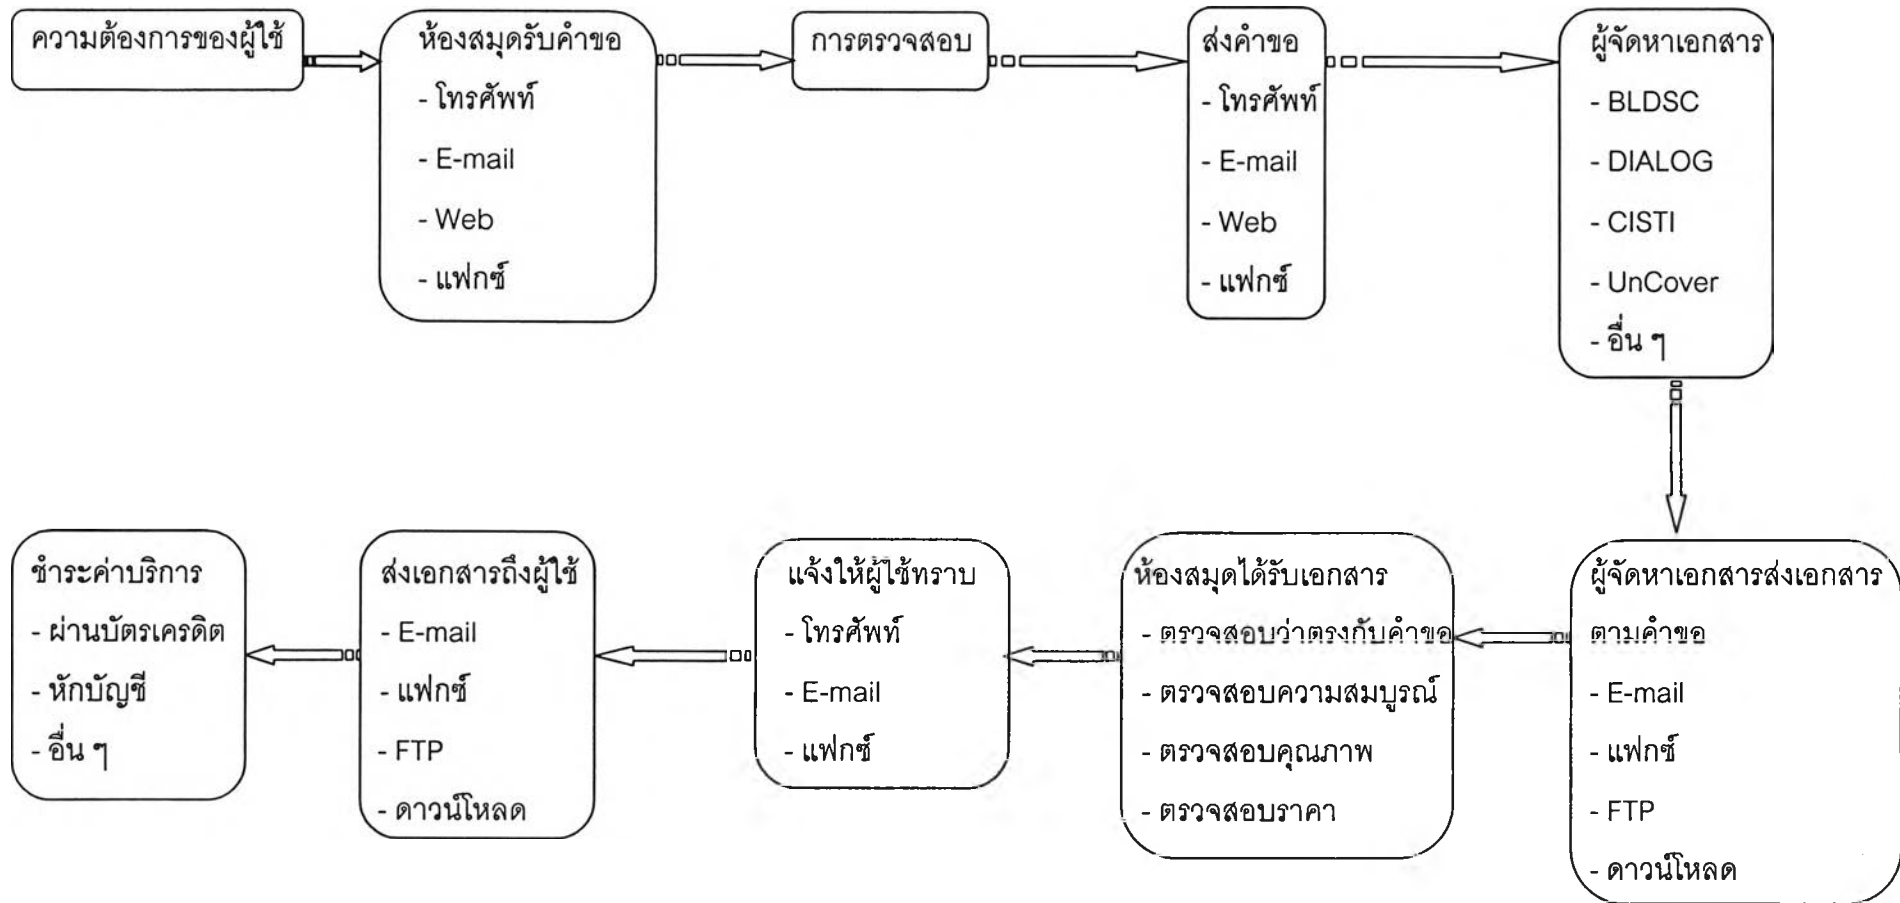 ความต้องการของผู้ใช้
ห้องสมุดรับคำขอ
- โทรศัพท์
- E-mail
- Web
- แฟกซ์
การตรวจสอบ
ส่งคำขอ
- โทรศัพท์
- E-mail
- Web
- แฟกซ์
ผู้จัดหาเอกสาร
- BLDSC
- DIALOG
- CISTI
- UnCover
- อื่น ๆ
ผู้จัดหาเอกสารส่งเอกสาร
ตามคำขอ
- E-mail
- แฟกซ์
- FTP
- ดาวน์โหลด
ห้องสมุดได้รับเอกสาร
- ตรวจสอบว่าตรงกับคำขอ
- ตรวจสอบความสมบูรณ์
- ตรวจสอบคุณภาพ
- ตรวจสอบราคา
แจ้งให้ผู้ใช้ทราบ
- โทรศัพท์
- E-mail
- แฟกซ์
ส่งเอกสารถึงผู้ใช้
- E-mail
- แฟกซ์
- FTP
- ดาวน์โหลด
ชำระค่าบริการ
- ผ่านบัตรเครดิต
- หักบัญชี
- อื่น ๆ